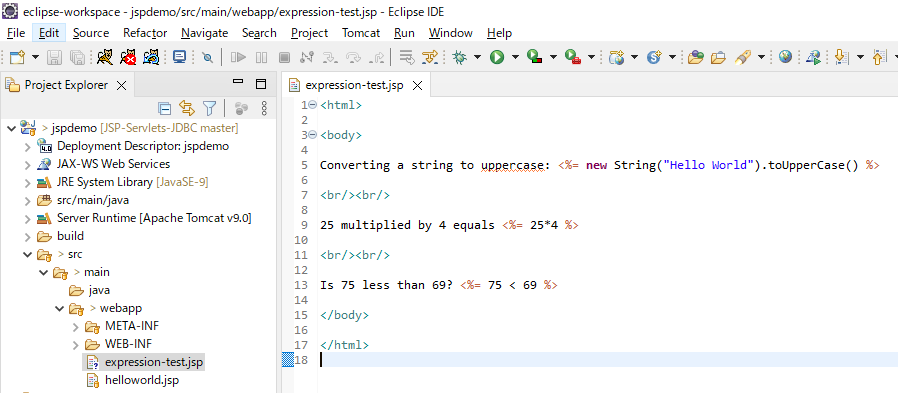 eclipse-workspace - jspdemo/src/main/webapp/expression-test.jsp - Eclipse IDE
File Edit Source Refactor Navigate Search Project Tomcat Run Window Help
Project Explorer
jspdemo [JSP-Servlets-JDBC master]
Deployment Descriptor: jspdemo
JAX-WS Web Services
JRE System Library [JavaSE-9]
src/main/java
Server Runtime [Apache Tomcat v9.0]
build
src
main
java
webapp
META-INF
WEB-INF
expression-test.jsp
helloworld.jsp
expression-test.jsp
1 <html>
2
3 <body>
4
5 Converting a string to uppercase: <%= new String("Hello World").toUpperCase() %>
6
7 <br/><br/>
8
9 25 multiplied by 4 equals <%= 25*4 %>
10
11 <br/><br/>
12
13 Is 75 less than 69? <%= 75 < 69 %>
14
15 </body>
16
17 </html>
18